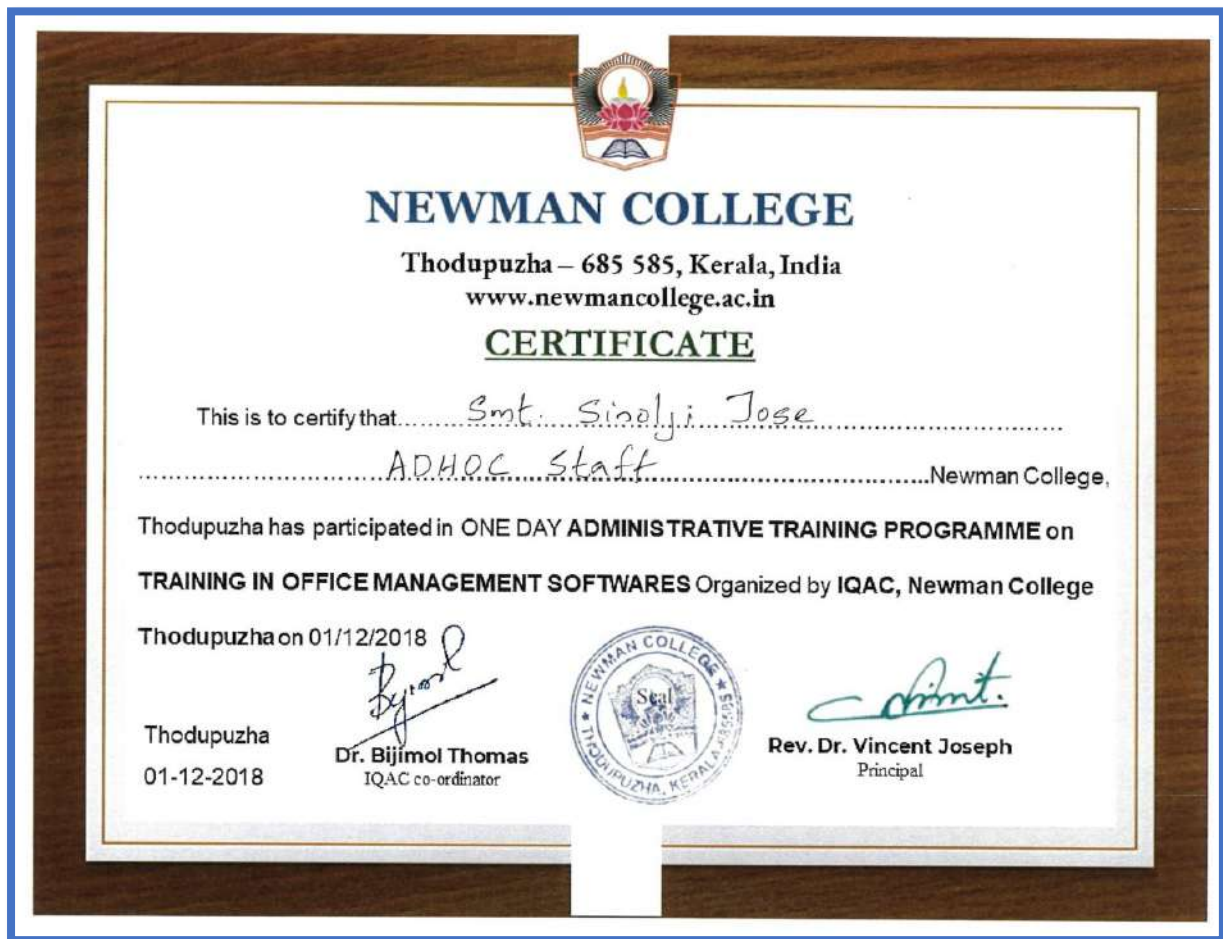 NEWMAN COLLEGE
Thodupuzha – 685 585, Kerala, India
www.newmancollege.ac.in
CERTIFICATE
This is to certify that.......Smt. Sinolji Jose.......
.......ADHOC Staff.......Newman College,
Thodupuzha has participated in ONE DAY ADMINISTRATIVE TRAINING PROGRAMME on
TRAINING IN OFFICE MANAGEMENT SOFTWARES Organized by IQAC, Newman College
Thodupuzha on 01/12/2018
Thodupuzha
01-12-2018
Dr. Bijimol Thomas
IQAC co-ordinator
★ NEWMAN COLLEGE ★
THODUPUZHA, KERALA-685585
Seal
Rev. Dr. Vincent Joseph
Principal